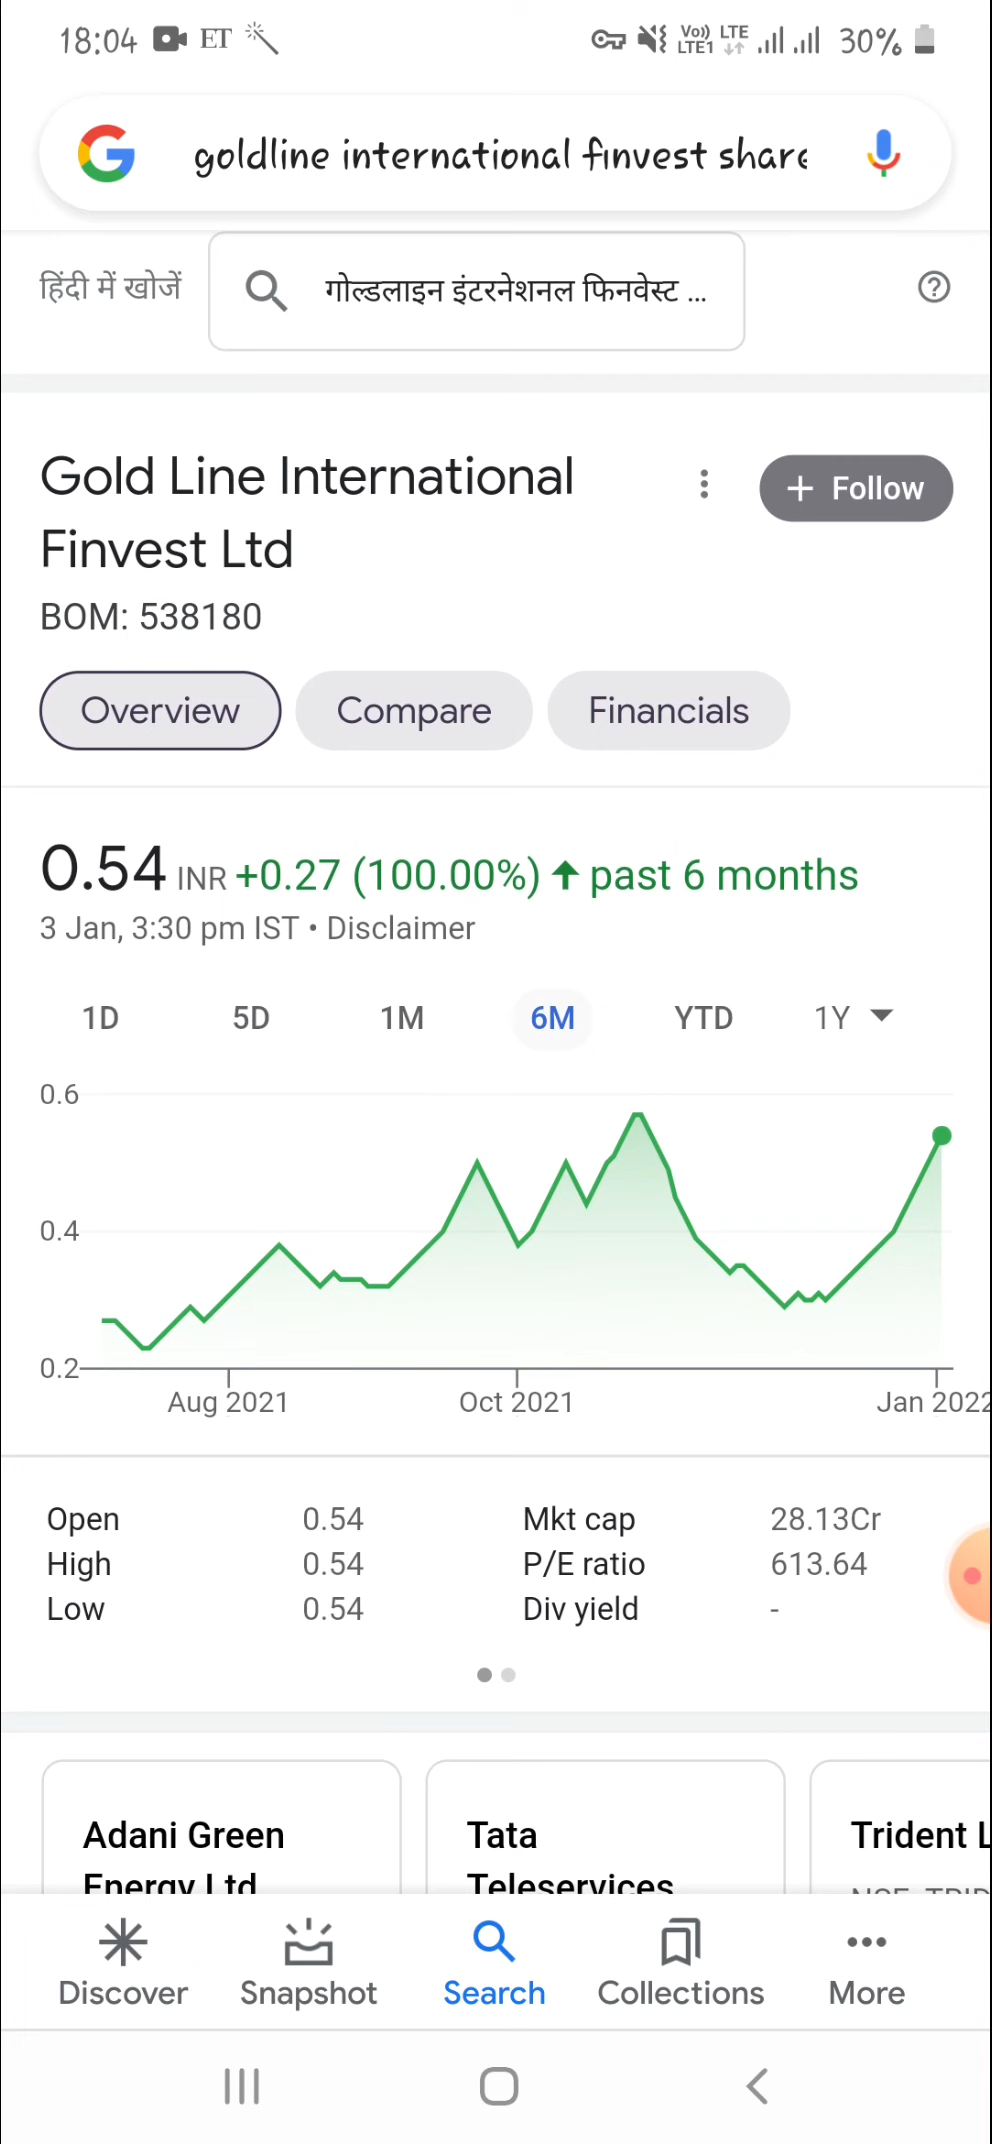 18:04 ET Vo)) LTE1 LTE 30%
goldline international finvest share
हिंदी में खोजें
गोल्डलाइन इंटरनेशनल फिनवेस्ट ...
Gold Line International
Finvest Ltd
+ Follow
BOM: 538180
Overview Compare Financials
0.54 INR +0.27 (100.00%) ↑ past 6 months
3 Jan, 3:30 pm IST • Disclaimer
1D 5D 1M 6M YTD 1Y
0.6
0.4
0.2
Aug 2021 Oct 2021 Jan 2022
Open 0.54 Mkt cap 28.13Cr
High 0.54 P/E ratio 613.64
Low 0.54 Div yield -
Adani Green Tata Trident L
Energy Ltd Teleservices
Discover Snapshot Search Collections More